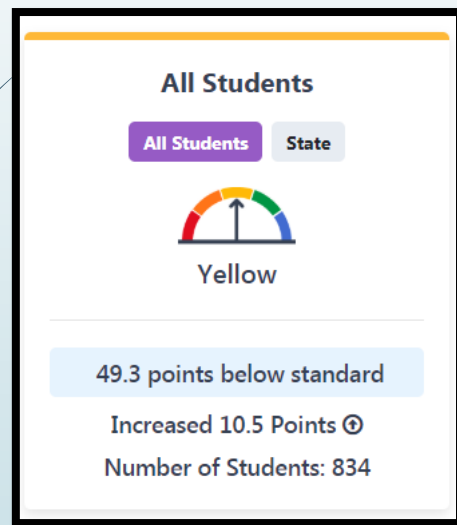 All Students
All Students State
Yellow
49.3 points below standard
Increased 10.5 Points
Number of Students: 834